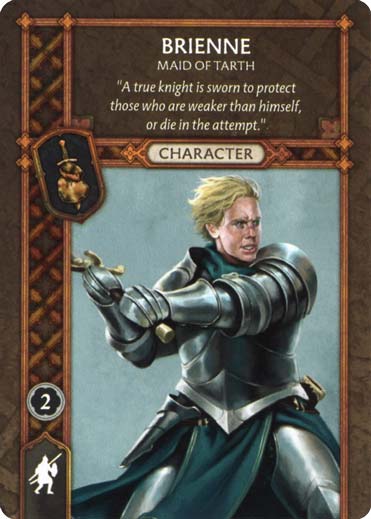 BRIENNE
MAID OF TARTH
"A true knight is sworn to protect
those who are weaker than himself,
or die in the attempt."
CHARACTER
2